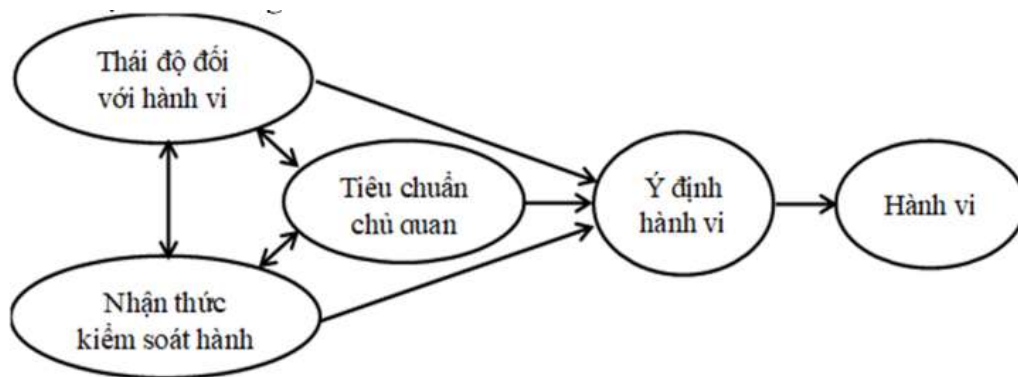 Thái độ đối
với hành vi
Tiêu chuẩn
chủ quan
Ý định
hành vi
Hành vi
Nhận thức
kiểm soát hành